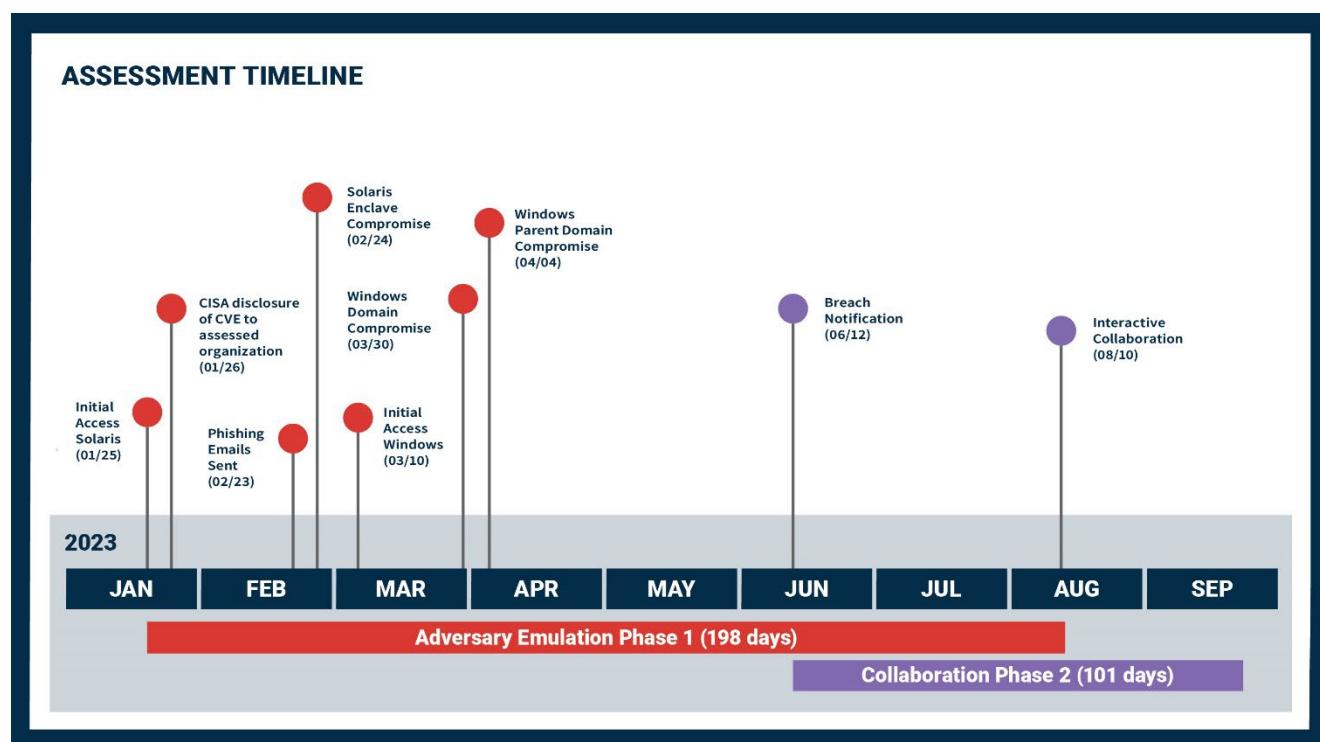 ASSESSMENT TIMELINE
Solaris
Enclave
Compromise
(02/24)
Windows
Parent Domain
Compromise
(04/04)
CISA disclosure
of CVE to
assessed
organization
(01/26)
Windows
Domain
Compromise
(03/30)
Breach
Notification
(06/12)
Interactive
Collaboration
(08/10)
Initial
Access
Solaris
(01/25)
Phishing
Emails
Sent
(02/23)
Initial
Access
Windows
(03/10)
2023
JAN FEB MAR APR MAY JUN JUL AUG SEP
Adversary Emulation Phase 1 (198 days)
Collaboration Phase 2 (101 days)